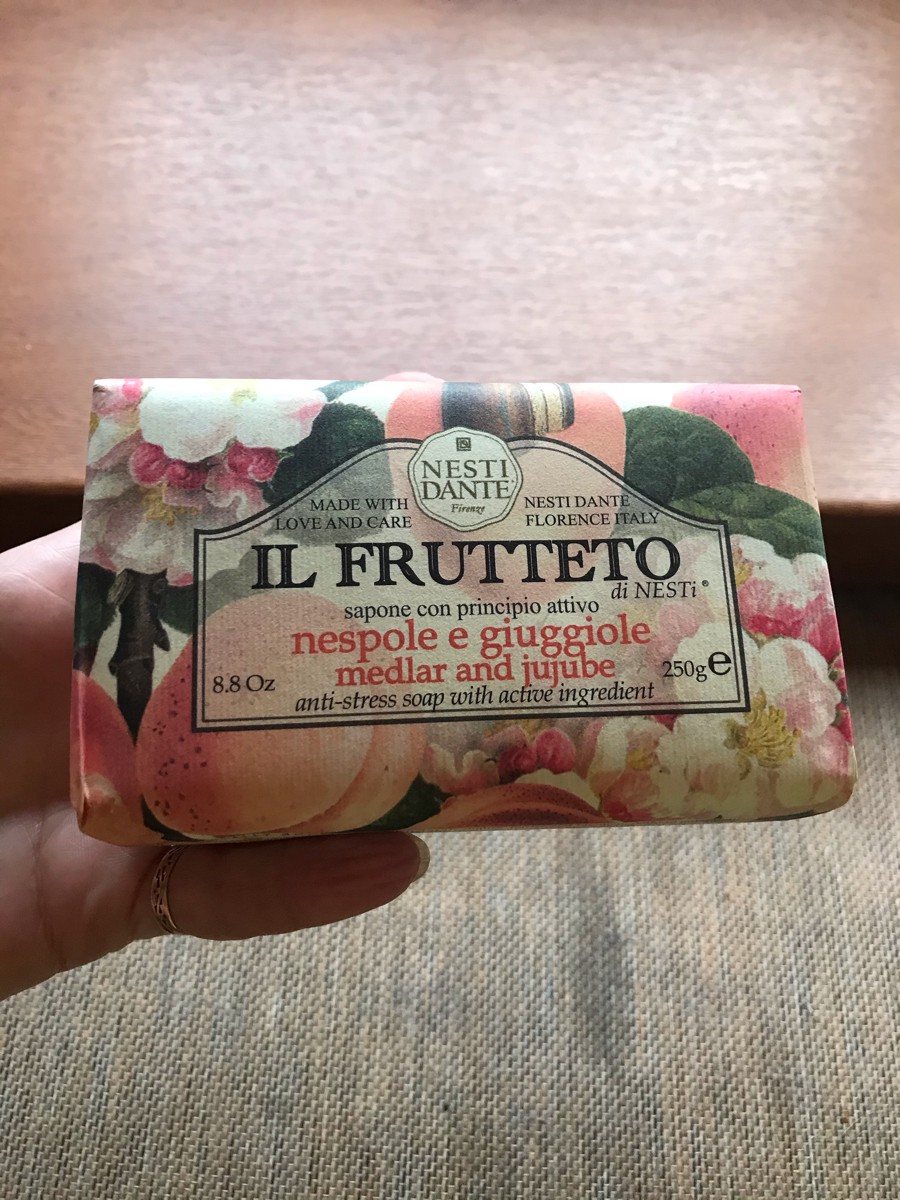 NESTI
DANTE
Firenze
MADE WITH
LOVE AND CARE
NESTI DANTE
FLORENCE ITALY
IL FRUTTETO
di NESTi®
sapone con principio attivo
nespole e giuggiole
medlar and jujube
8.8 Oz
250g e
anti-stress soap with active ingredient